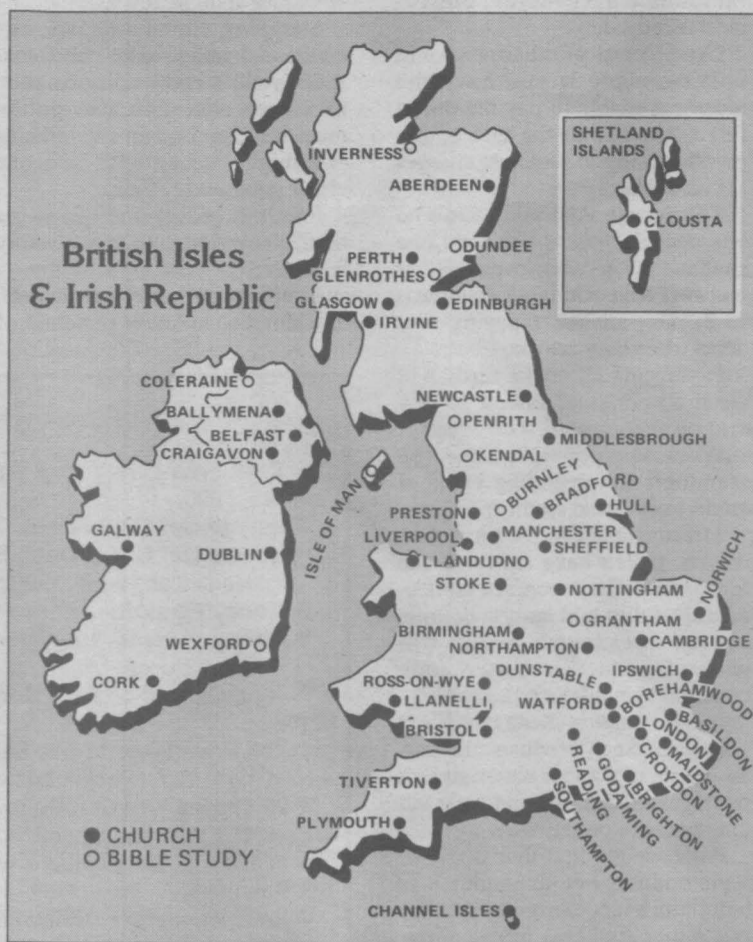 SHETLAND
ISLANDS
CLOUSTA
INVERNESS
ABERDEEN
British Isles
& Irish Republic
PERTH
DUNDEE
GLENROTHES
GLASGOW
EDINBURGH
IRVINE
COLERAINE
BALLYMENA
BELFAST
CRAIGAVON
NEWCASTLE
PENRITH
MIDDLESBROUGH
KENDAL
ISLE OF MAN
BURNLEY
BRADFORD
HULL
PRESTON
MANCHESTER
LIVERPOOL
SHEFFIELD
LLANDUDNO
GALWAY
DUBLIN
STOKE
NOTTINGHAM
NORWICH
GRANTHAM
BIRMINGHAM
CAMBRIDGE
NORTHAMPTON
WEXFORD
CORK
DUNSTABLE
IPSWICH
ROSS-ON-WYE
WATFORD
BOREHAMWOOD
LLANELLI
BASILDON
LONDON
BRISTOL
MAIDSTONE
CROYDON
BRIGHTON
GODALMING
READING
SOUTHAMPTON
TIVERTON
PLYMOUTH
CHURCH
BIBLE STUDY
CHANNEL ISLES